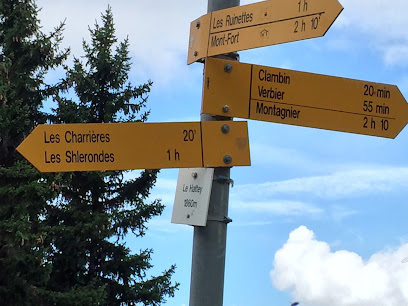 Les Ruinettes 1 h
Mont-Fort 2 h 10'
Clambin 20 min
Verbier 55 min
Montagnier 2 h 10
Les Charrières 20'
Les Shlerondes 1 h
Le Hattey
1860m